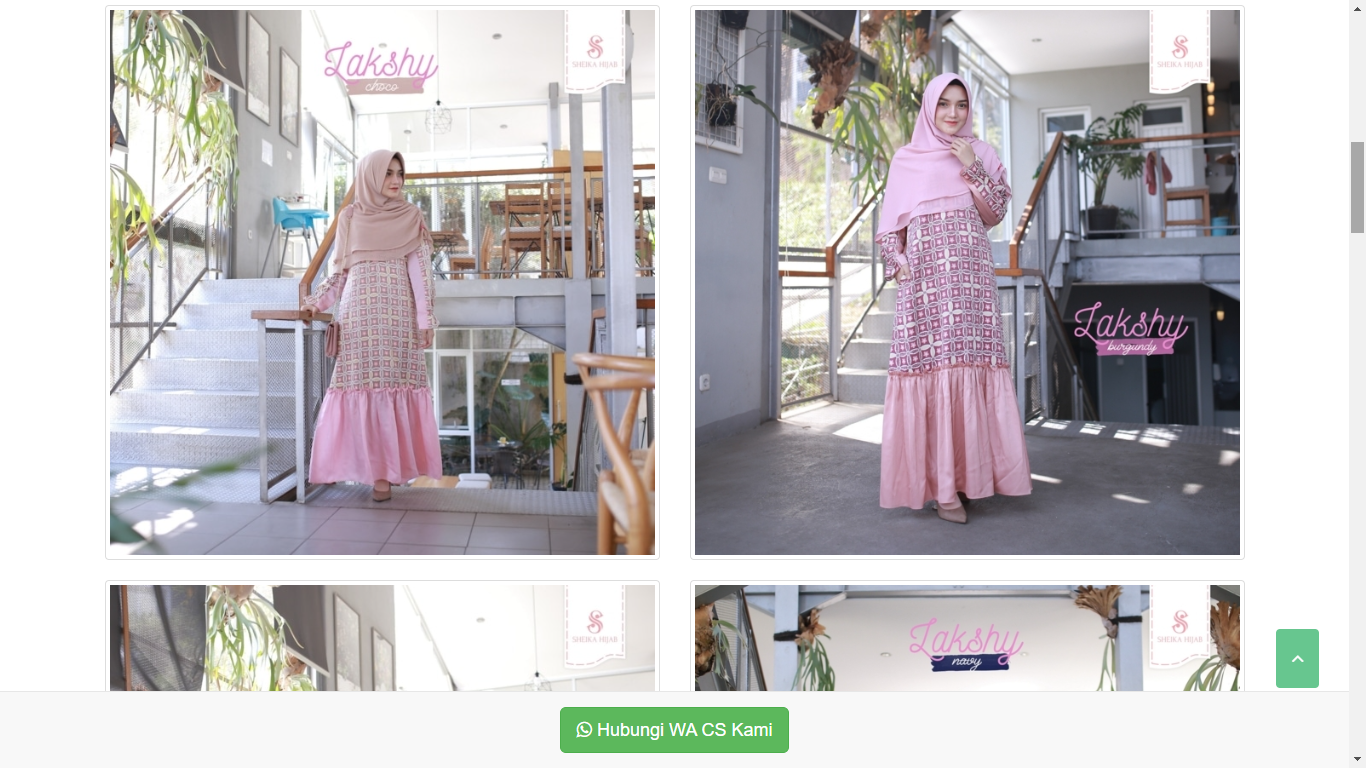 Lakshy
choco
S
SHEIKA HIJAB
S
SHEIKA HIJAB
Lakshy
burgundy
S
SHEIKA HIJAB
Lakshy
navy
S
SHEIKA HIJAB
Hubungi WA CS Kami